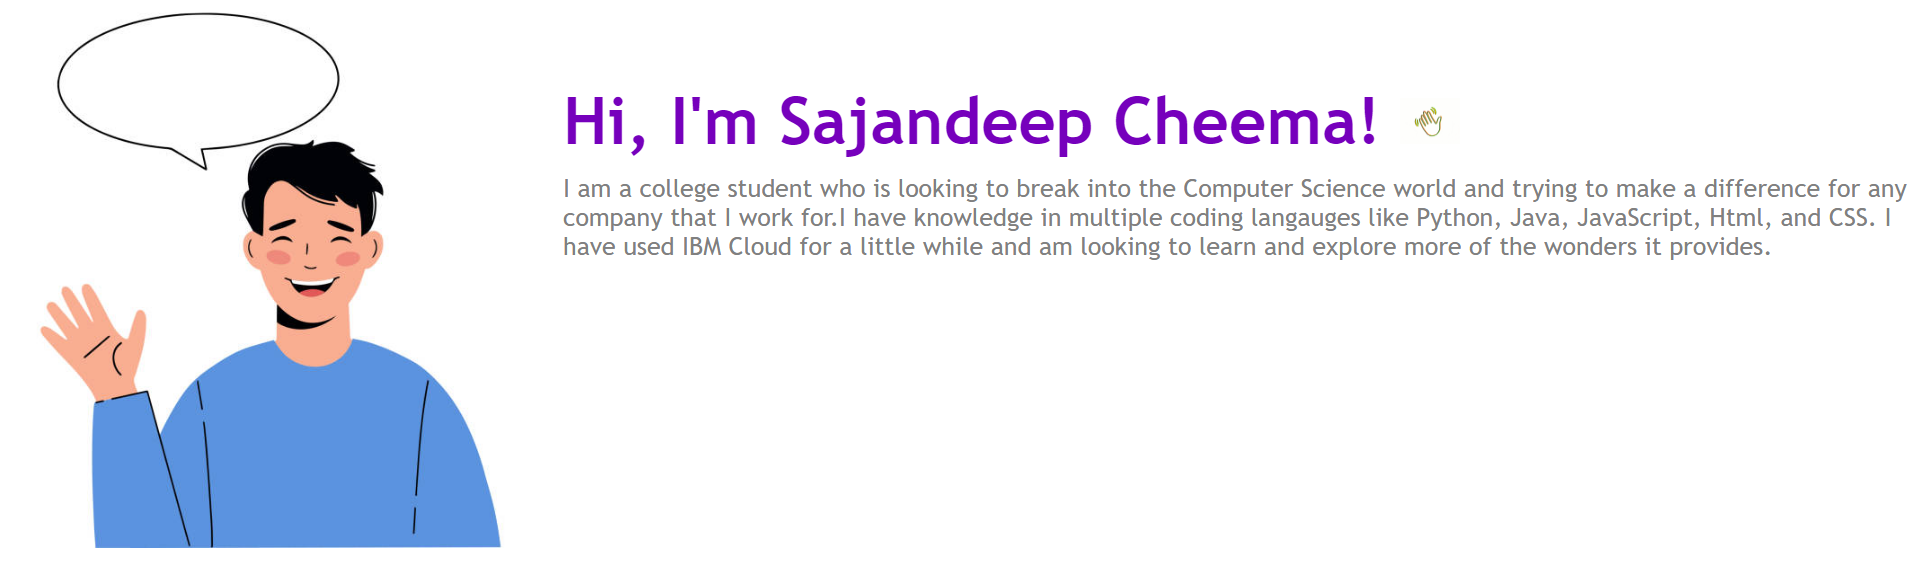 Hi, I'm Sajandeep Cheema!
I am a college student who is looking to break into the Computer Science world and trying to make a difference for any
company that I work for.I have knowledge in multiple coding langauges like Python, Java, JavaScript, Html, and CSS. I
have used IBM Cloud for a little while and am looking to learn and explore more of the wonders it provides.